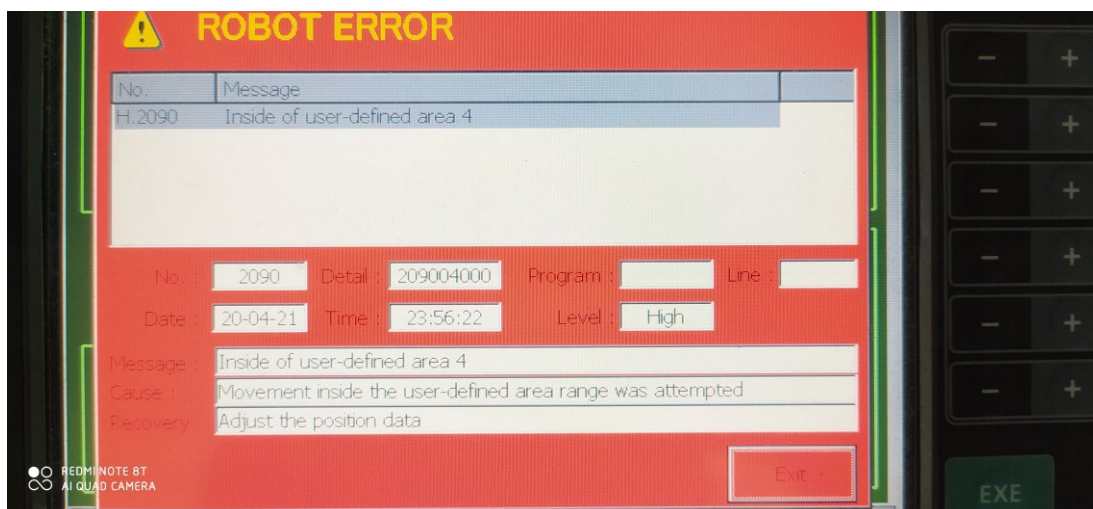 ROBOT ERROR
No. Message
H.2090 Inside of user-defined area 4
No. : 2090 Detail : 209004000 Program : Line :
Date : 20-04-21 Time : 23:56:22 Level : High
Message : Inside of user-defined area 4
Cause : Movement inside the user-defined area range was attempted
Recovery Adjust the position data
Exit
- +
- +
- +
- +
- +
- +
EXE
REDMI NOTE 8T
AI QUAD CAMERA